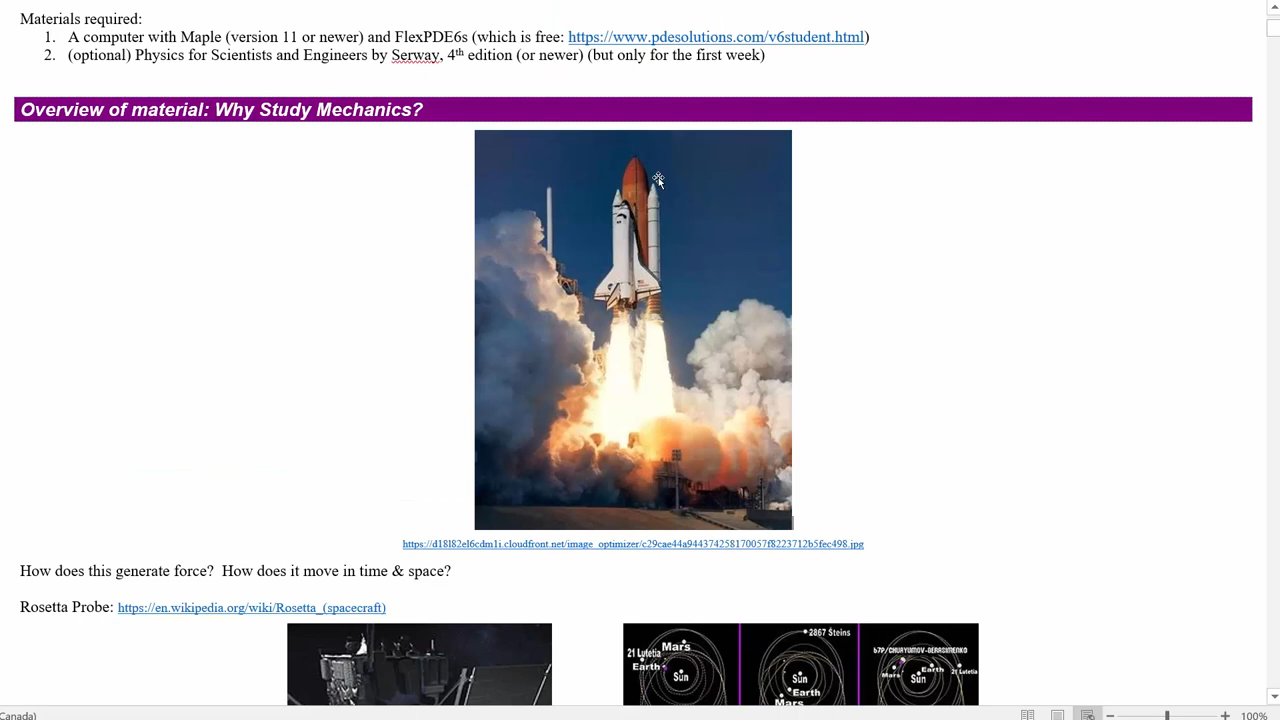 Materials required:
1. A computer with Maple (version 11 or newer) and FlexPDE6s (which is free: https://www.pdesolutions.com/v6student.html)
2. (optional) Physics for Scientists and Engineers by Serway, 4th edition (or newer) (but only for the first week)
Overview of material: Why Study Mechanics?
https://d18l82el6cdm1i.cloudfront.net/image_optimizer/c29cae44a944374258170057f8223712b5fec498.jpg
How does this generate force?  How does it move in time & space?
Rosetta Probe: https://en.wikipedia.org/wiki/Rosetta_(spacecraft)
21 Lutetia
Mars
Earth
Sun
2867 Šteins
Sun
Earth
Mars
67P/CHURYUMOV-GERASIMENKO
Mars
Earth
Sun
21 Lutetia
Canada)
100%